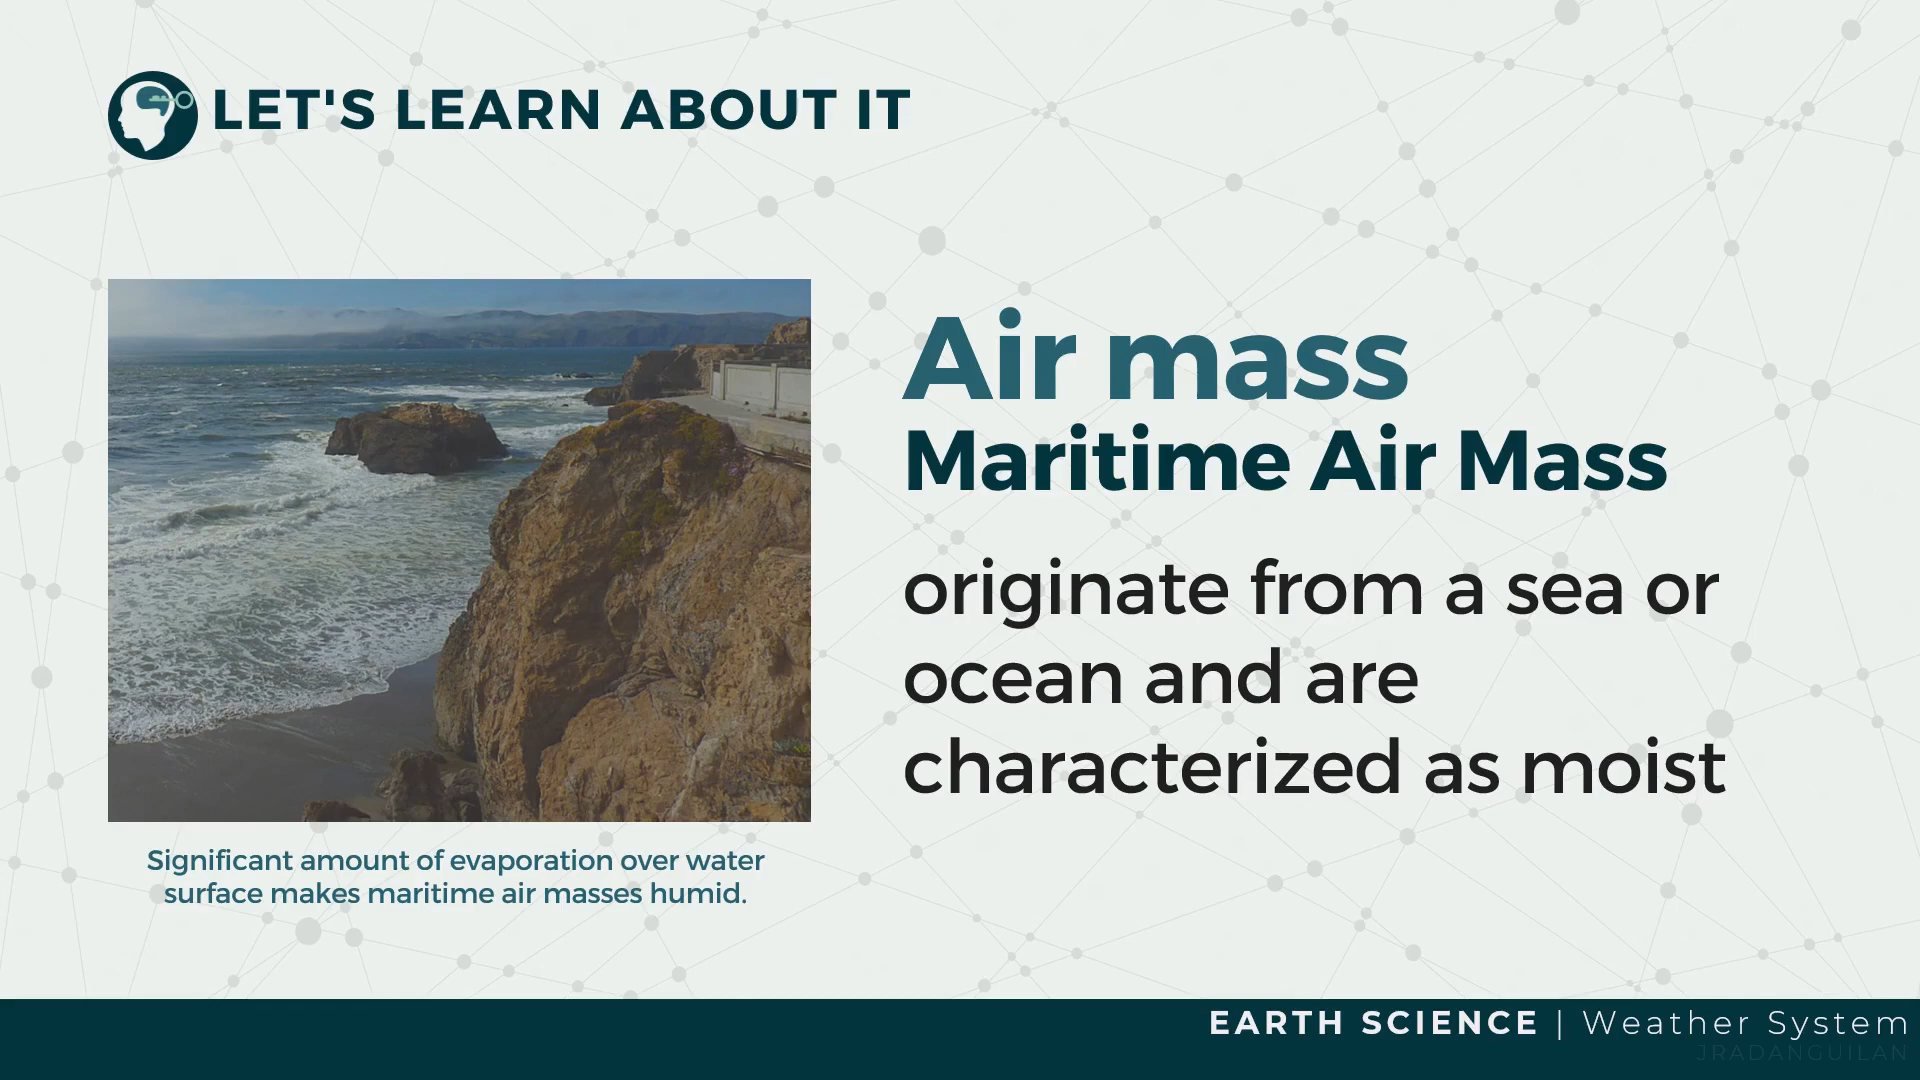 LET'S LEARN ABOUT IT
Air mass
Maritime Air Mass
originate from a sea or
ocean and are
characterized as moist
Significant amount of evaporation over water
surface makes maritime air masses humid.
EARTH SCIENCE | Weather System
JRADANGUILAN